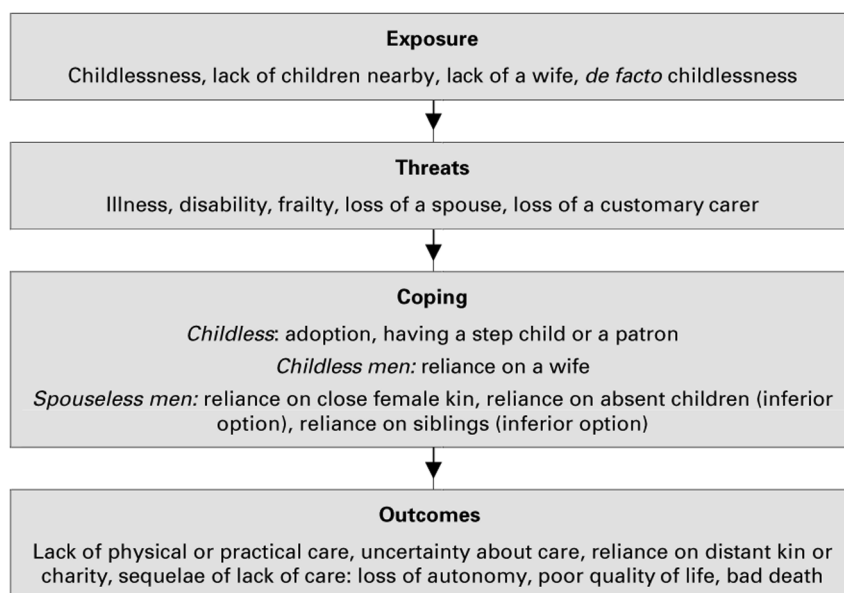 Exposure
Childlessness, lack of children nearby, lack of a wife, de facto childlessness
Threats
Illness, disability, frailty, loss of a spouse, loss of a customary carer
Coping
Childless: adoption, having a step child or a patron
Childless men: reliance on a wife
Spouseless men: reliance on close female kin, reliance on absent children (inferior
option), reliance on siblings (inferior option)
Outcomes
Lack of physical or practical care, uncertainty about care, reliance on distant kin or
charity, sequelae of lack of care: loss of autonomy, poor quality of life, bad death